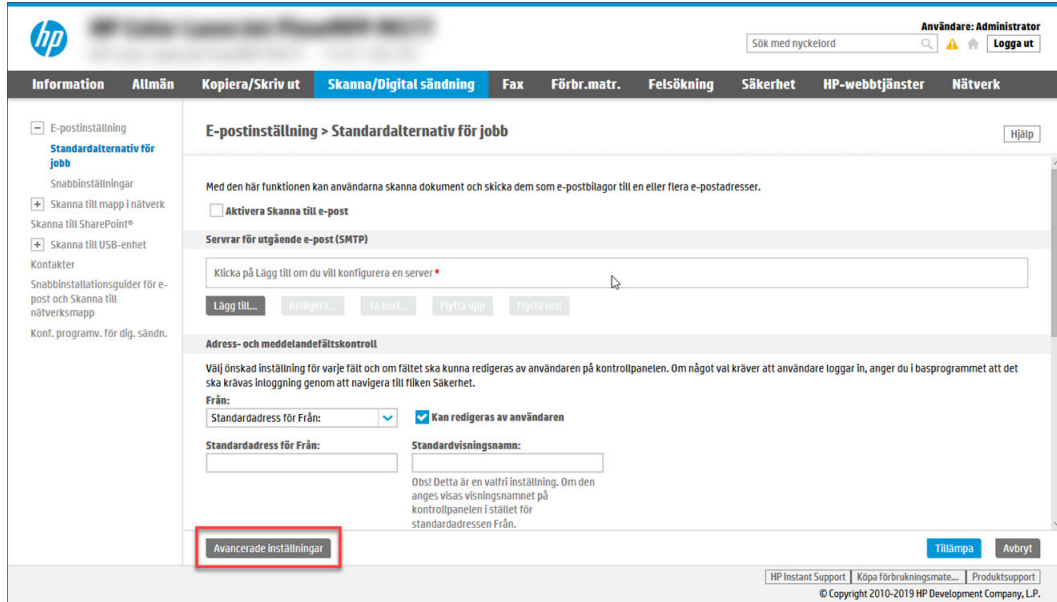 hp
Användare: Administrator
Sök med nyckelord
Logga ut
Information Allmän Kopiera/Skriv ut Skanna/Digital sändning Fax Förbr.matr. Felsökning Säkerhet HP-webbtjänster Nätverk
E-postinställning
Standardalternativ för
jobb
Snabbinställningar
Skanna till mapp i nätverk
Skanna till SharePoint®
Skanna till USB-enhet
Kontakter
Snabbinstallationsguider för e-
post och Skanna till
nätverksmapp
Konf. programv. för dig. sändn.
E-postinställning > Standardalternativ för jobb
Hjälp
Med den här funktionen kan användarna skanna dokument och skicka dem som e-postbilagor till en eller flera e-postadresser.
Aktivera Skanna till e-post
Servrar för utgående e-post (SMTP)
Klicka på Lägg till om du vill konfigurera en server *
Lägg till... Redigera... Ta bort... Flytta upp Flytta ned
Adress- och meddelandefältskontroll
Välj önskad inställning för varje fält och om fältet ska kunna redigeras av användaren på kontrollpanelen. Om något val kräver att användare loggar in, anger du i basprogrammet att det
ska krävas inloggning genom att navigera till fliken Säkerhet.
Från:
Standardadress för Från: Kan redigeras av användaren
Standardadress för Från: Standardvisningsnamn:
Obs! Detta är en valfri inställning. Om den
anges visas visningsnamnet på
kontrollpanelen i stället för
standardadressen Från.
Avancerade inställningar
Tillämpa Avbryt
HP Instant Support Köpa förbrukningsmate... Produktsupport
© Copyright 2010-2019 HP Development Company, L.P.